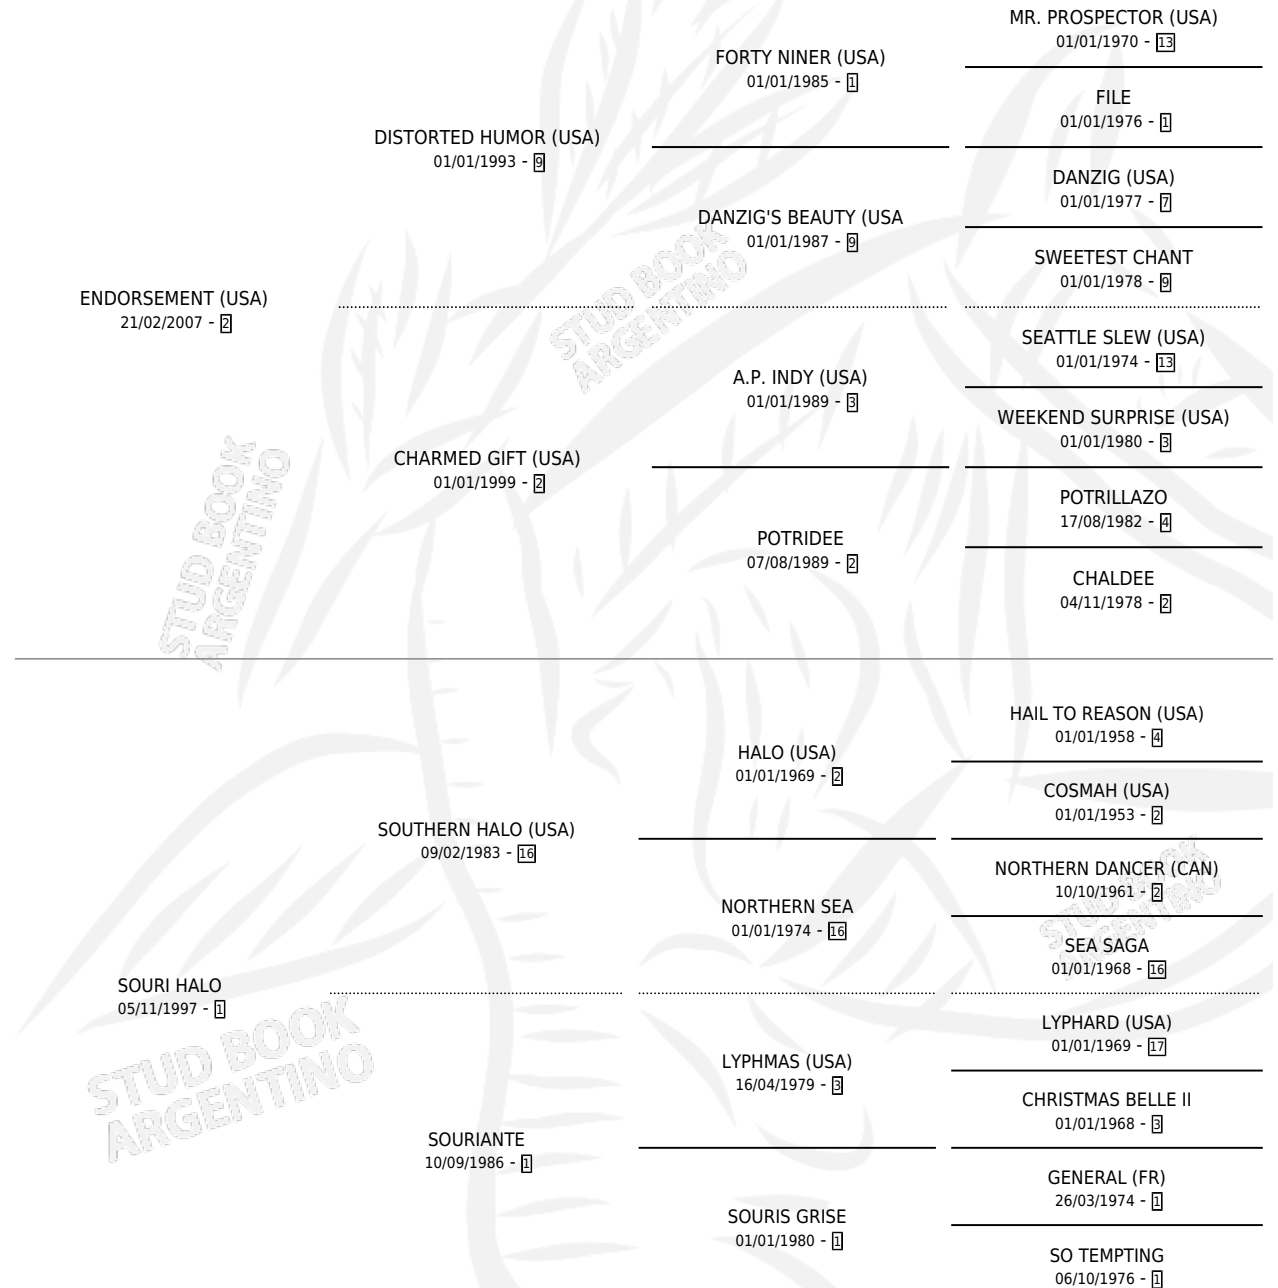 MR. PROSPECTOR (USA)
01/01/1970 - 13
FORTY NINER (USA)
01/01/1985 - 1
FILE
01/01/1976 - 1
DISTORTED HUMOR (USA)
01/01/1993 - 9
DANZIG (USA)
01/01/1977 - 7
DANZIG'S BEAUTY (USA
01/01/1987 - 9
SWEETEST CHANT
01/01/1978 - 9
ENDORSEMENT (USA)
21/02/2007 - 2
STUD BOOK
ARGENTINO
SEATTLE SLEW (USA)
01/01/1974 - 13
A.P. INDY (USA)
01/01/1989 - 3
WEEKEND SURPRISE (USA)
01/01/1980 - 3
CHARMED GIFT (USA)
01/01/1999 - 2
POTRILLAZO
17/08/1982 - 4
POTRIDEE
07/08/1989 - 2
CHALDEE
04/11/1978 - 2
STUD BOOK
ARGENTINO
HAIL TO REASON (USA)
01/01/1958 - 4
HALO (USA)
01/01/1969 - 2
COSMAH (USA)
01/01/1953 - 2
SOUTHERN HALO (USA)
09/02/1983 - 16
NORTHERN DANCER (CAN)
10/10/1961 - 2
NORTHERN SEA
01/01/1974 - 16
STUD BOOK
ARGENTINO
SEA SAGA
01/01/1968 - 16
SOURI HALO
05/11/1997 - 1
STUD BOOK
ARGENTINO
LYPHARD (USA)
01/01/1969 - 17
LYPHMAS (USA)
16/04/1979 - 3
CHRISTMAS BELLE II
01/01/1968 - 3
SOURIANTE
10/09/1986 - 1
GENERAL (FR)
26/03/1974 - 1
SOURIS GRISE
01/01/1980 - 1
SO TEMPTING
06/10/1976 - 1